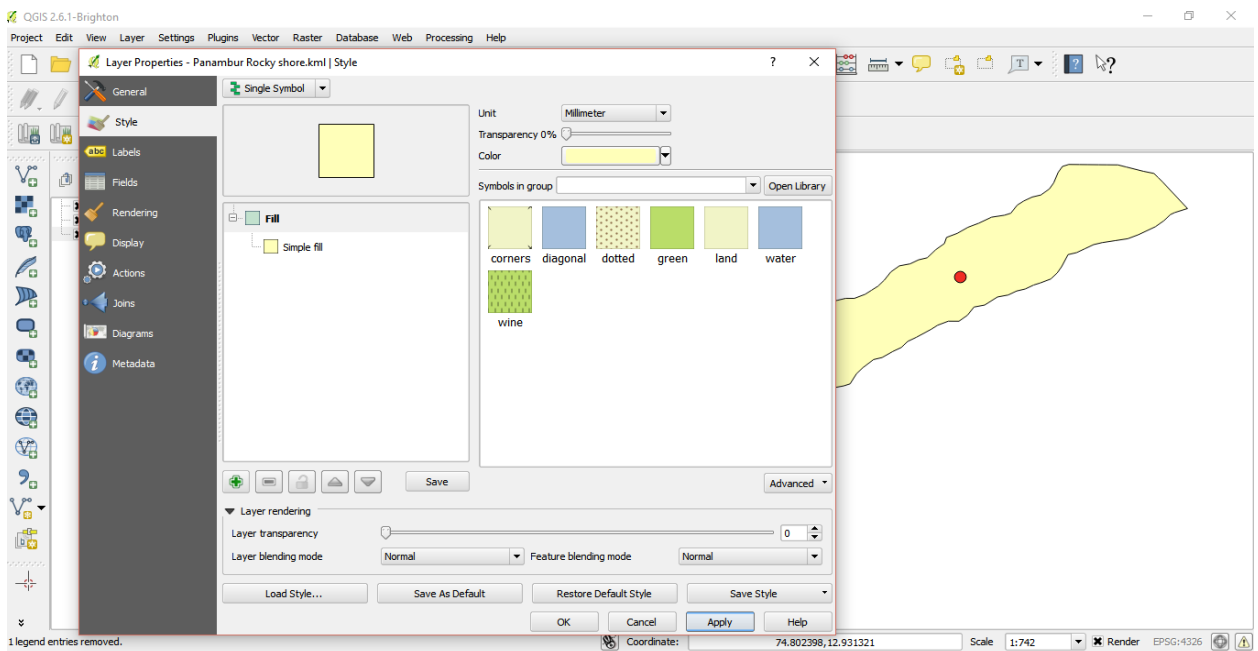 QGIS 2.6.1-Brighton
Project Edit View Layer Settings Plugins Vector Raster Database Web Processing Help
Layer Properties - Panambur Rocky shore.kml | Style
General
Style
abc Labels
Fields
Rendering
Display
Actions
Joins
Diagrams
Metadata
Single Symbol
Unit Millimeter
Transparency 0%
Color
Symbols in group Open Library
Fill
Simple fill
corners diagonal dotted green land water
wine
Save
Advanced
Layer rendering
Layer transparency 0
Layer blending mode Normal Feature blending mode Normal
Load Style... Save As Default Restore Default Style Save Style
OK Cancel Apply Help
1 legend entries removed. Coordinate: 74.802398,12.931321 Scale 1:742 Render EPSG:4326